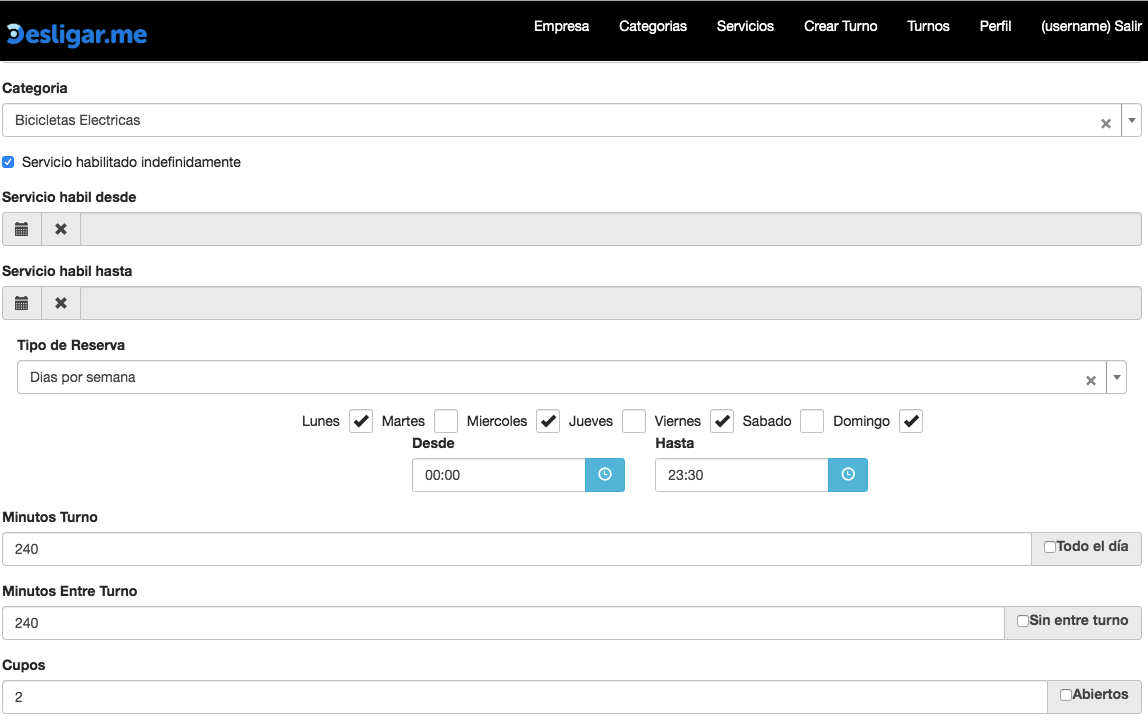 Desligar.me Empresa Categorias Servicios Crear Turno Turnos Perfil (username) Salir
Categoria
Bicicletas Electricas
Servicio habilitado indefinidamente
Servicio habil desde
Servicio habil hasta
Tipo de Reserva
Dias por semana
Lunes Martes Miercoles Jueves Viernes Sabado Domingo
Desde Hasta
00:00 23:30
Minutos Turno
240 Todo el día
Minutos Entre Turno
240 Sin entre turno
Cupos
2 Abiertos